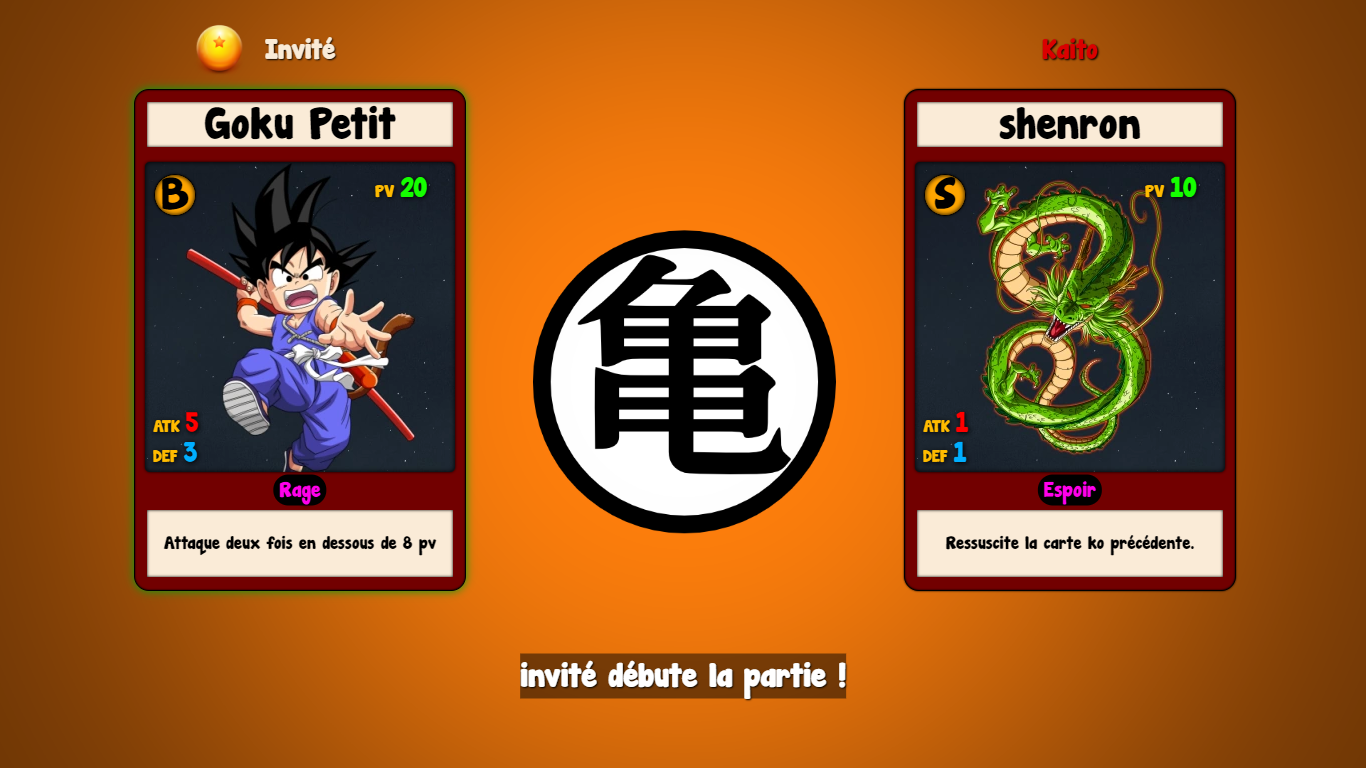 Invité
Kaito
Goku Petit
B
PV 20
ATK 5
DEF 3
Rage
Attaque deux fois en dessous de 8 pv
亀
shenron
S
PV 10
ATK 1
DEF 1
Espoir
Ressuscite la carte ko précédente.
invité débute la partie !